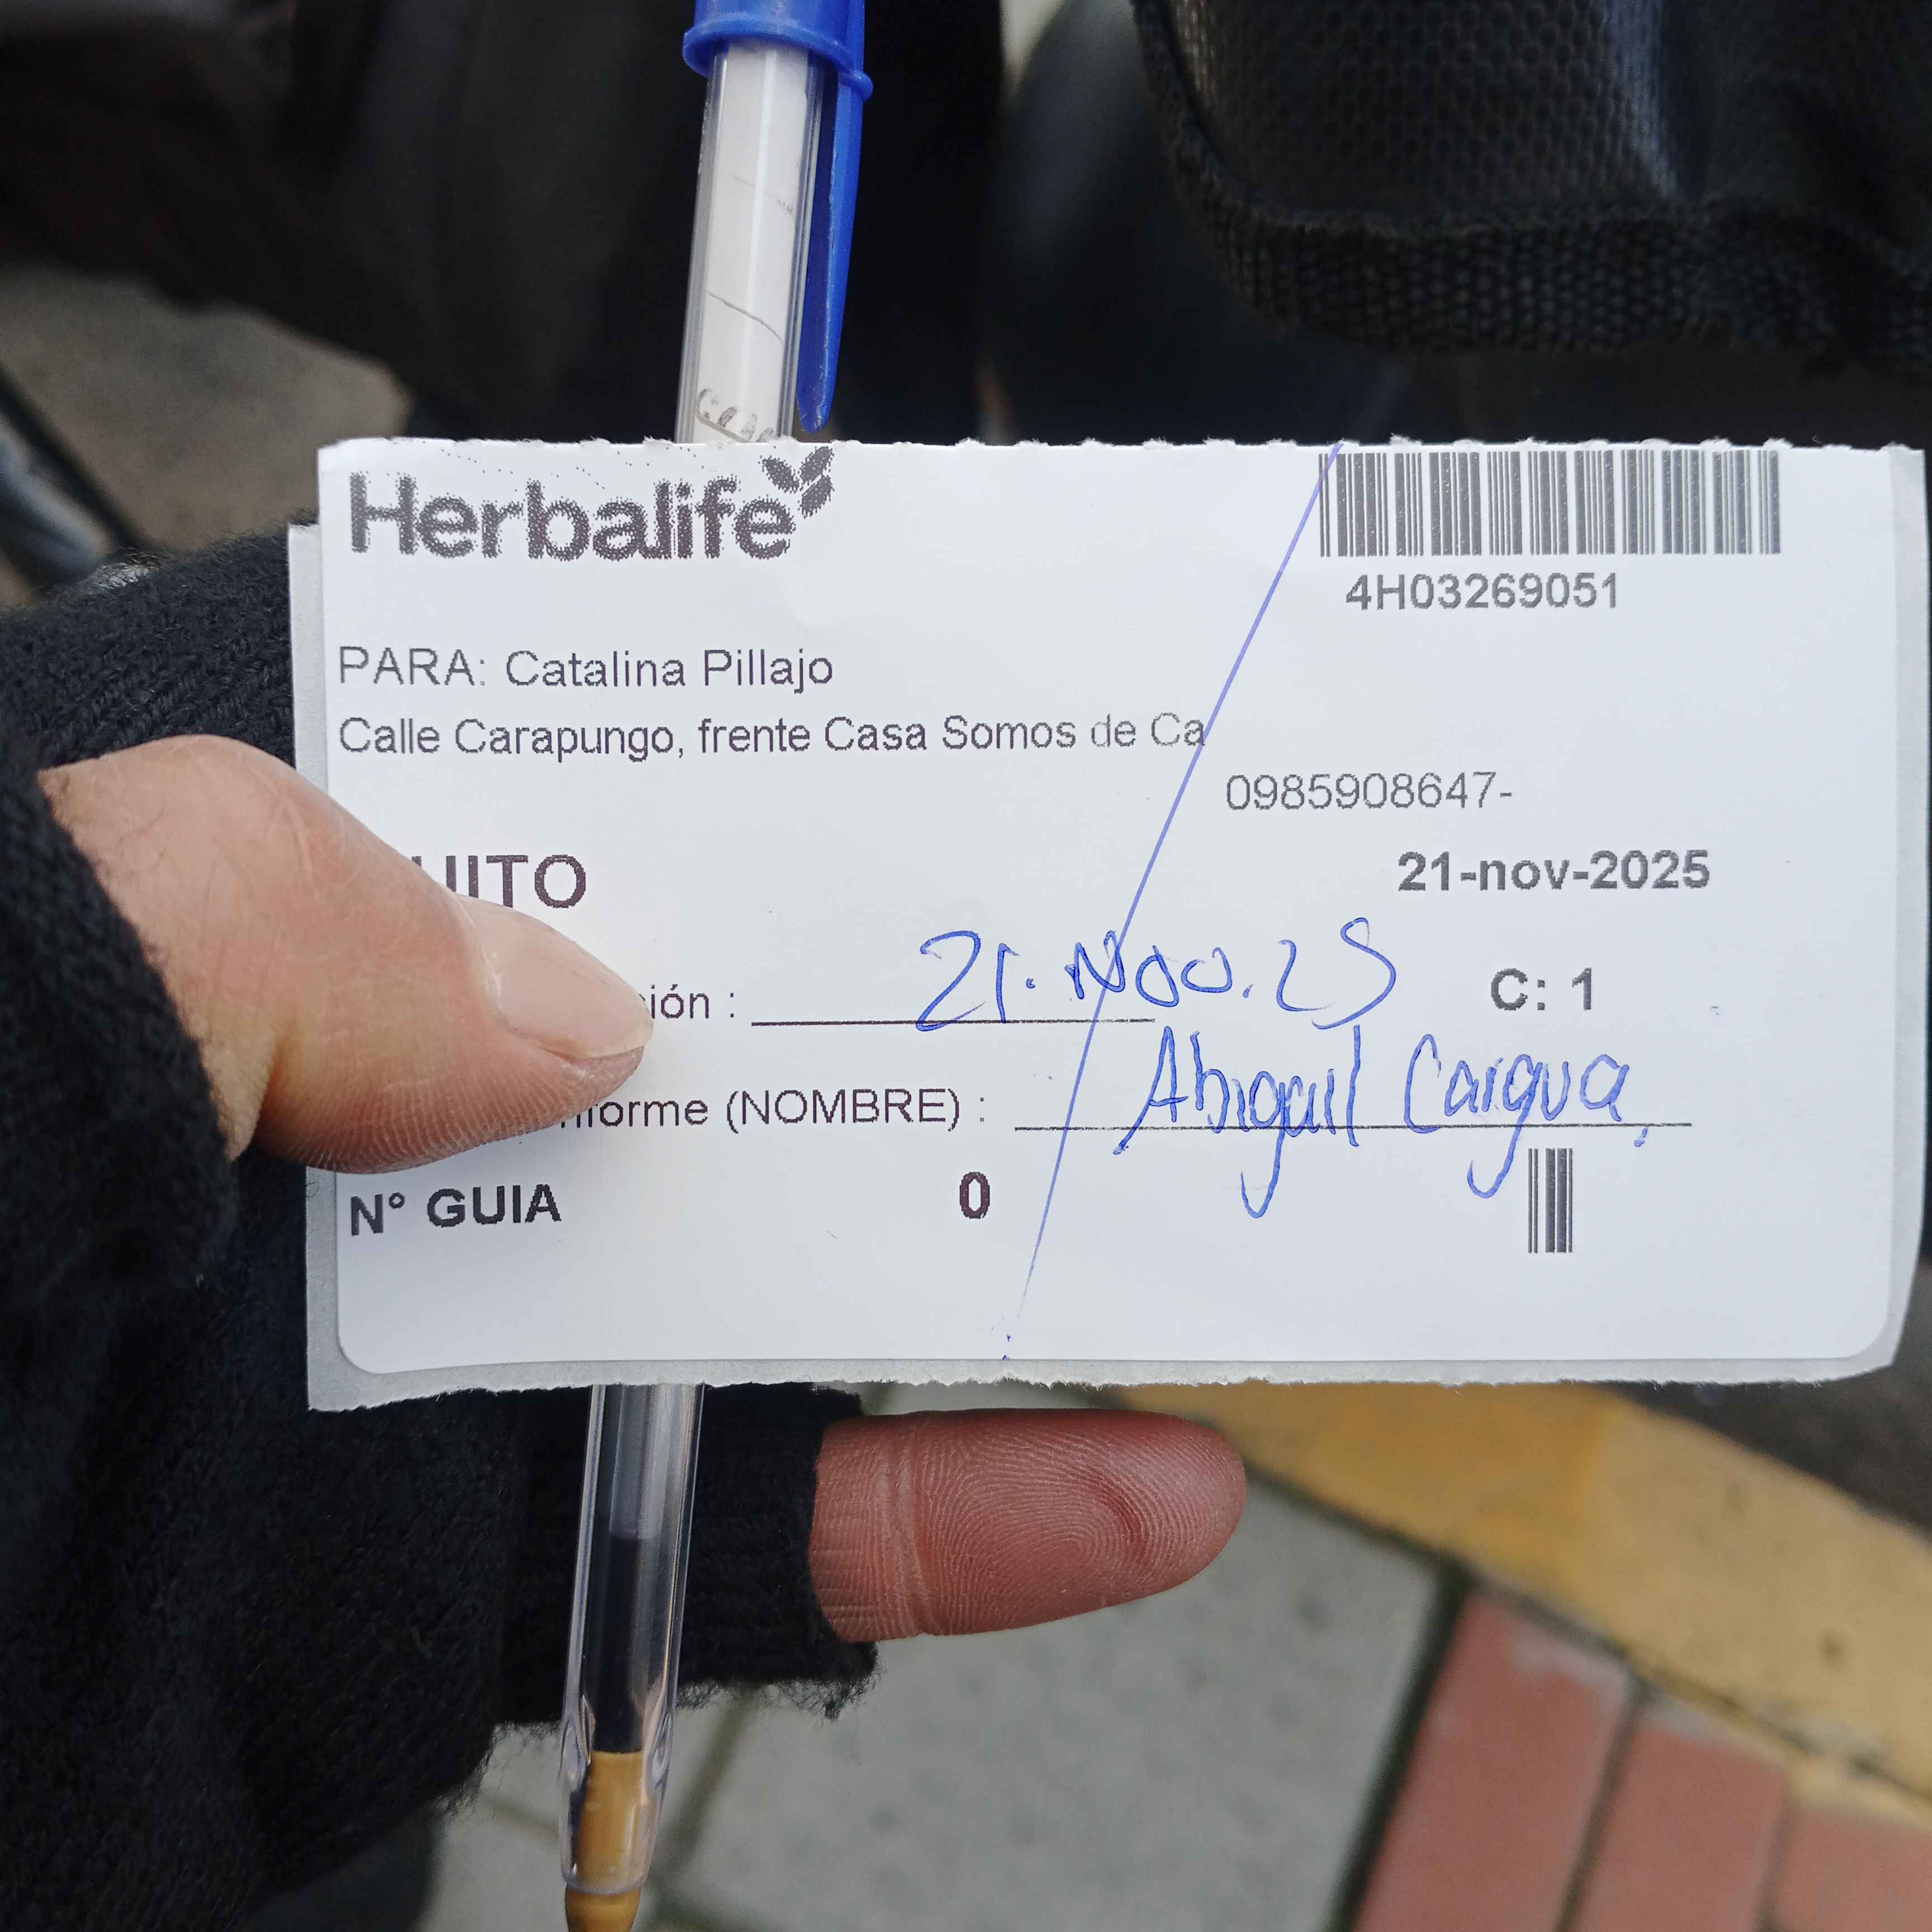 Herbalife
4H03269051
PARA: Catalina Pillajo
Calle Carapungo, frente Casa Somos de Ca
0985908647-
UITO
21-nov-2025
ión : 21. Nov. 25
C: 1
nforme (NOMBRE) : Abigail Caigua.
N° GUIA 0